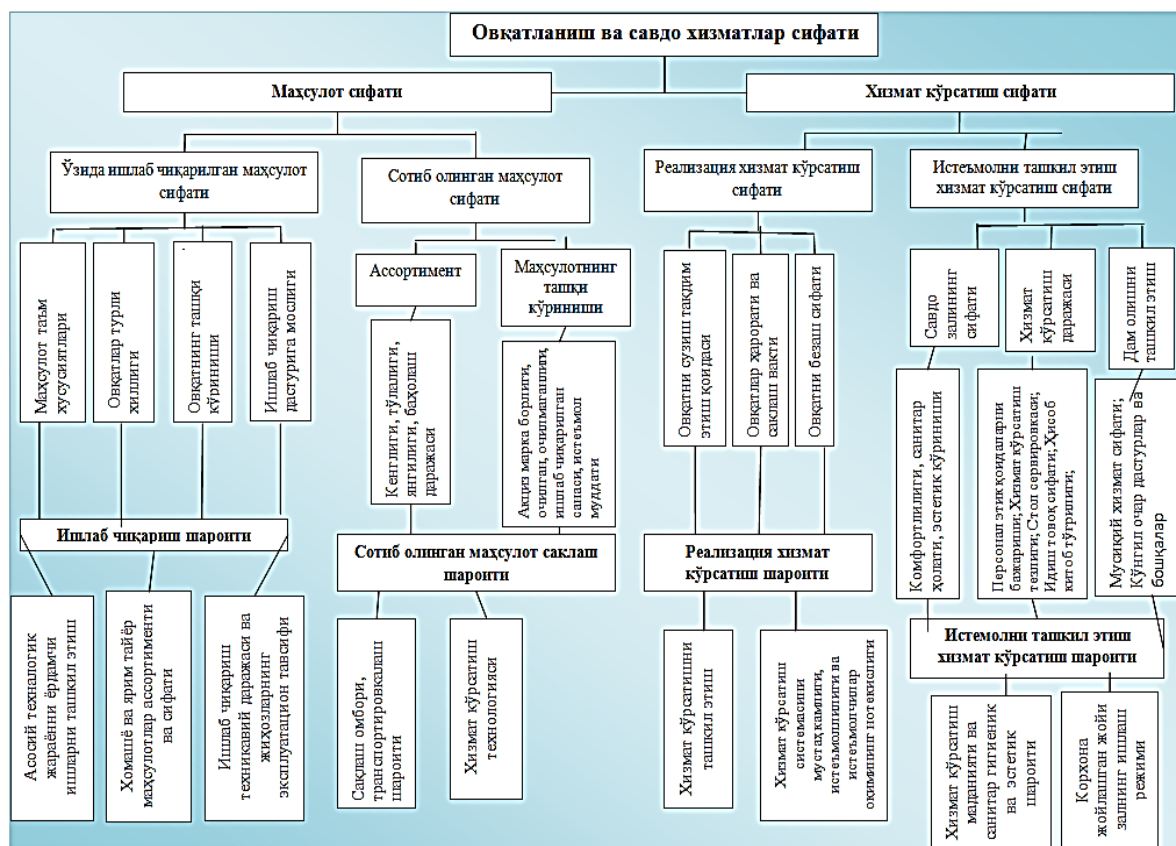 Овқатланиш ва савдо хизматлар сифати
Маҳсулот сифати
Хизмат кўрсатиш сифати
Ўзида ишлаб чиқарилган маҳсулот
сифати
Сотиб олинган маҳсулот
сифати
Реализация хизмат кўрсатиш
сифати
Истеъмолни ташкил этиш
хизмат кўрсатиш сифати
Маҳсулот таъм
хусусиятлари
Овқатлар турли
хиллиги
Овқатнинг ташқи
кўриниши
Ишлаб чиқариш
дастурига мослиги
Ассортимент
Маҳсулотнинг
ташқи
кўриниши
Овқатни сузиш тақдим
этиш қоидаси
Овқатлар ҳарорати ва
саклаш вакти
Овқатни безаш сифати
Савдо
залининг
сифати
Хизмат
кўрсатиш
даражаси
Дам олишни
ташкил этиш
Кенглиги, тўлалиги,
янгилиги, баҳолаш
даражаси
Акциз марка борлиги,
очилган, очилмаганлиги,
ишлаб чиқаришган
санаси, истеъмол
муддати
Комфортлилиги, санитар
ҳолати, эстетик кўриниши
Персонал этик қоидаларни
бажариши; Хизмат кўрсатиш
техниги; Стол сервировкаси;
Идиш товоқ сифати; Ҳисоб
китоб тўғрилиги;
Мусиқий хизмат сифати;
Кўнгил очар дастурлар ва
бошқалар
Ишлаб чиқариш шароити
Сотиб олинган маҳсулот саклаш
шароити
Реализация хизмат
кўрсатиш шароити
Истемолни ташкил этиш
хизмат кўрсатиш шароити
Асосий техналогик
жараённи ёрдамчи
ишларни ташкил этиш
Хомашё ва ярим тайёр
маҳсулотлар ассортименти
ва сифати
Ишлаб чиқариш
техникавий даражаси ва
жиҳозларнинг
эксплуатацион тавсифи
Сақлаш омбори,
транспортировкалаш
шароити
Хизмат кўрсатиш
технологияси
Хизмат кўрсатишни
ташкил этиш
Хизмат кўрсатиш
системасини
мустаҳкамлиги,
истеъмолчилиги ва
истеъмолчилар
оқимининг нотекислиги
Хизмат кўрсатиш
маданияти ва
санитар гигиеник
ва эстетик
шароити
Корхона
жойлашган жойи
залнинг ишлаш
режими